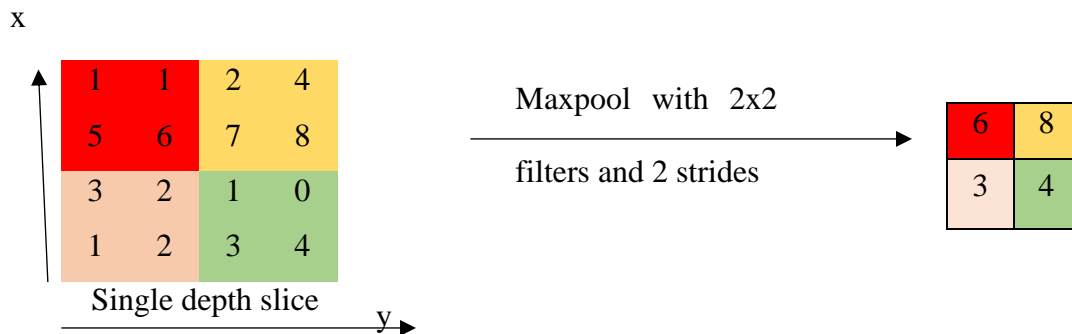 x
1 1 2 4
5 6 7 8
3 2 1 0
1 2 3 4
Single depth slice
y
Maxpool with 2x2
filters and 2 strides
6 8
3 4